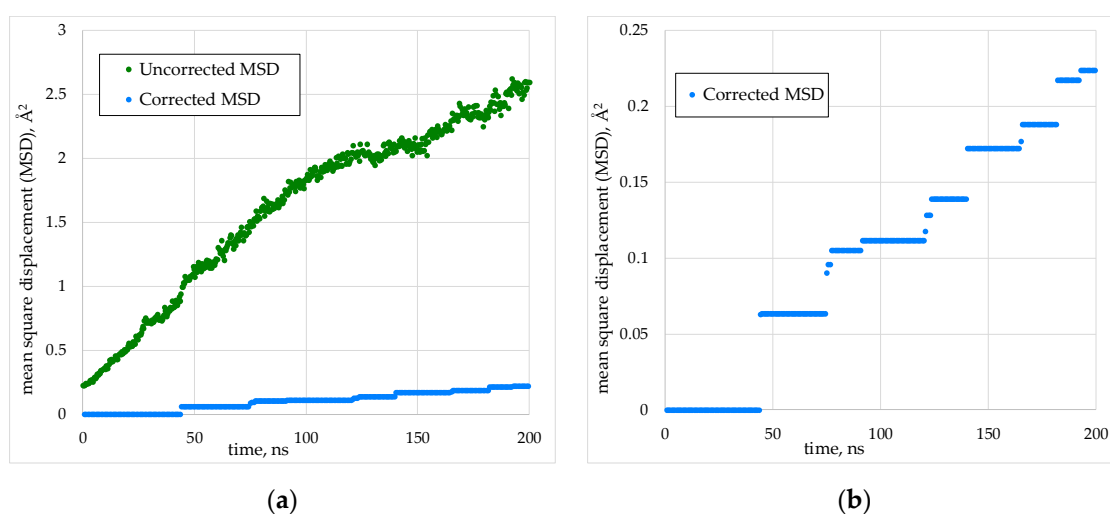 mean square displacement (MSD), Å²
3
2.5
2
1.5
1
0.5
0
Uncorrected MSD
Corrected MSD
0 50 100 150 200
time, ns
(a)
mean square displacement (MSD), Å²
0.25
0.2
0.15
0.1
0.05
0
Corrected MSD
0 50 100 150 200
time, ns
(b)